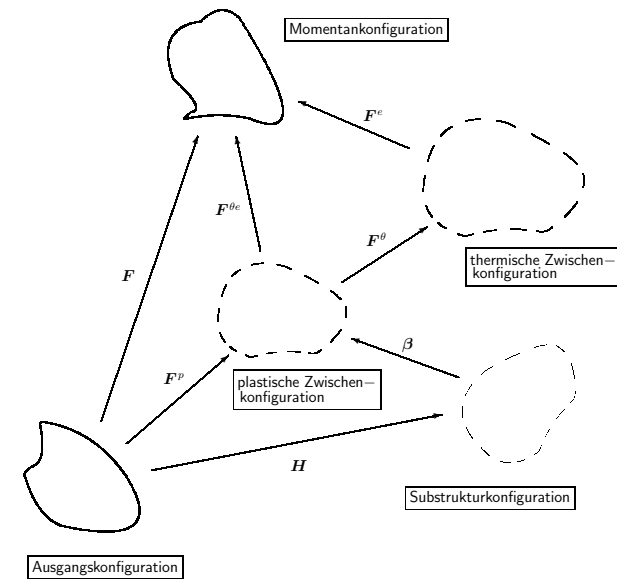 Momentankonfiguration
F^e
F^{θe}
F^θ
thermische Zwischen–
konfiguration
F
β
F^p
plastische Zwischen–
konfiguration
H
Substrukturkonfiguration
Ausgangskonfiguration